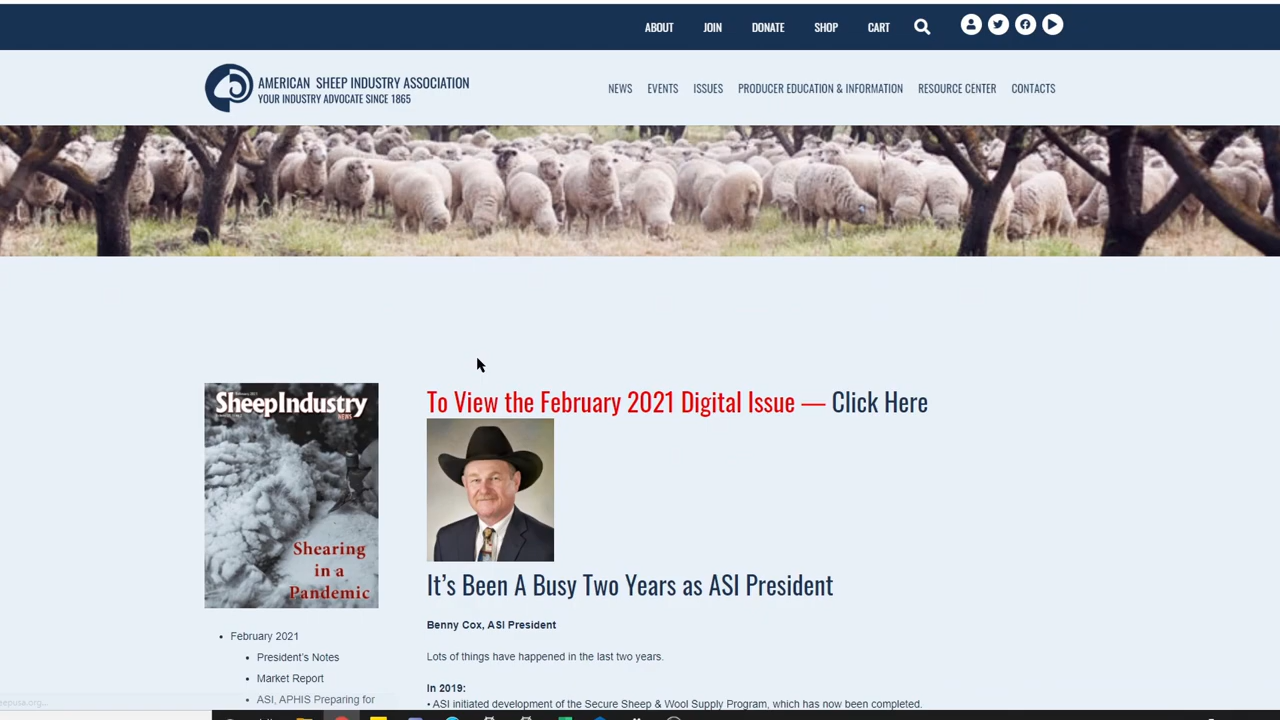 ABOUT JOIN DONATE SHOP CART
AMERICAN SHEEP INDUSTRY ASSOCIATION
YOUR INDUSTRY ADVOCATE SINCE 1865
NEWS EVENTS ISSUES PRODUCER EDUCATION & INFORMATION RESOURCE CENTER CONTACTS
SheepIndustry
NEWS
Shearing
in a
Pandemic
• February 2021
• President's Notes
• Market Report
• ASI, APHIS Preparing for
To View the February 2021 Digital Issue — Click Here
It's Been A Busy Two Years as ASI President
Benny Cox, ASI President
Lots of things have happened in the last two years.
In 2019:
• ASI initiated development of the Secure Sheep & Wool Supply Program, which has now been completed.